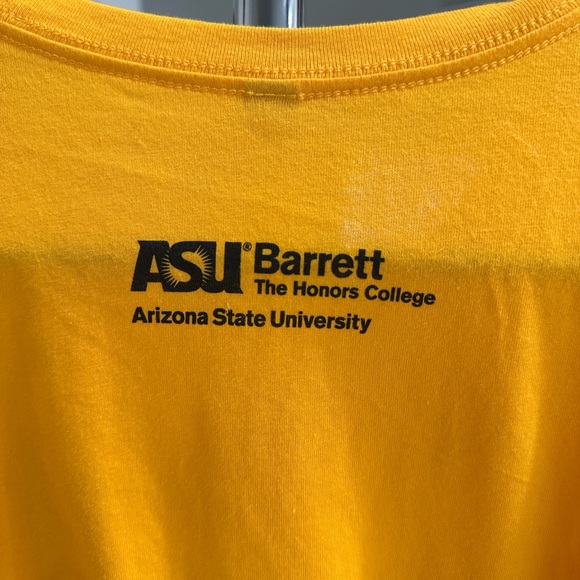 ASU® Barrett
The Honors College
Arizona State University